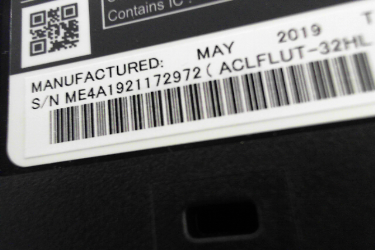 Contains IC
MANUFACTURED: MAY 2019
S/N ME4A1921172972( ACLFLUT-32HL